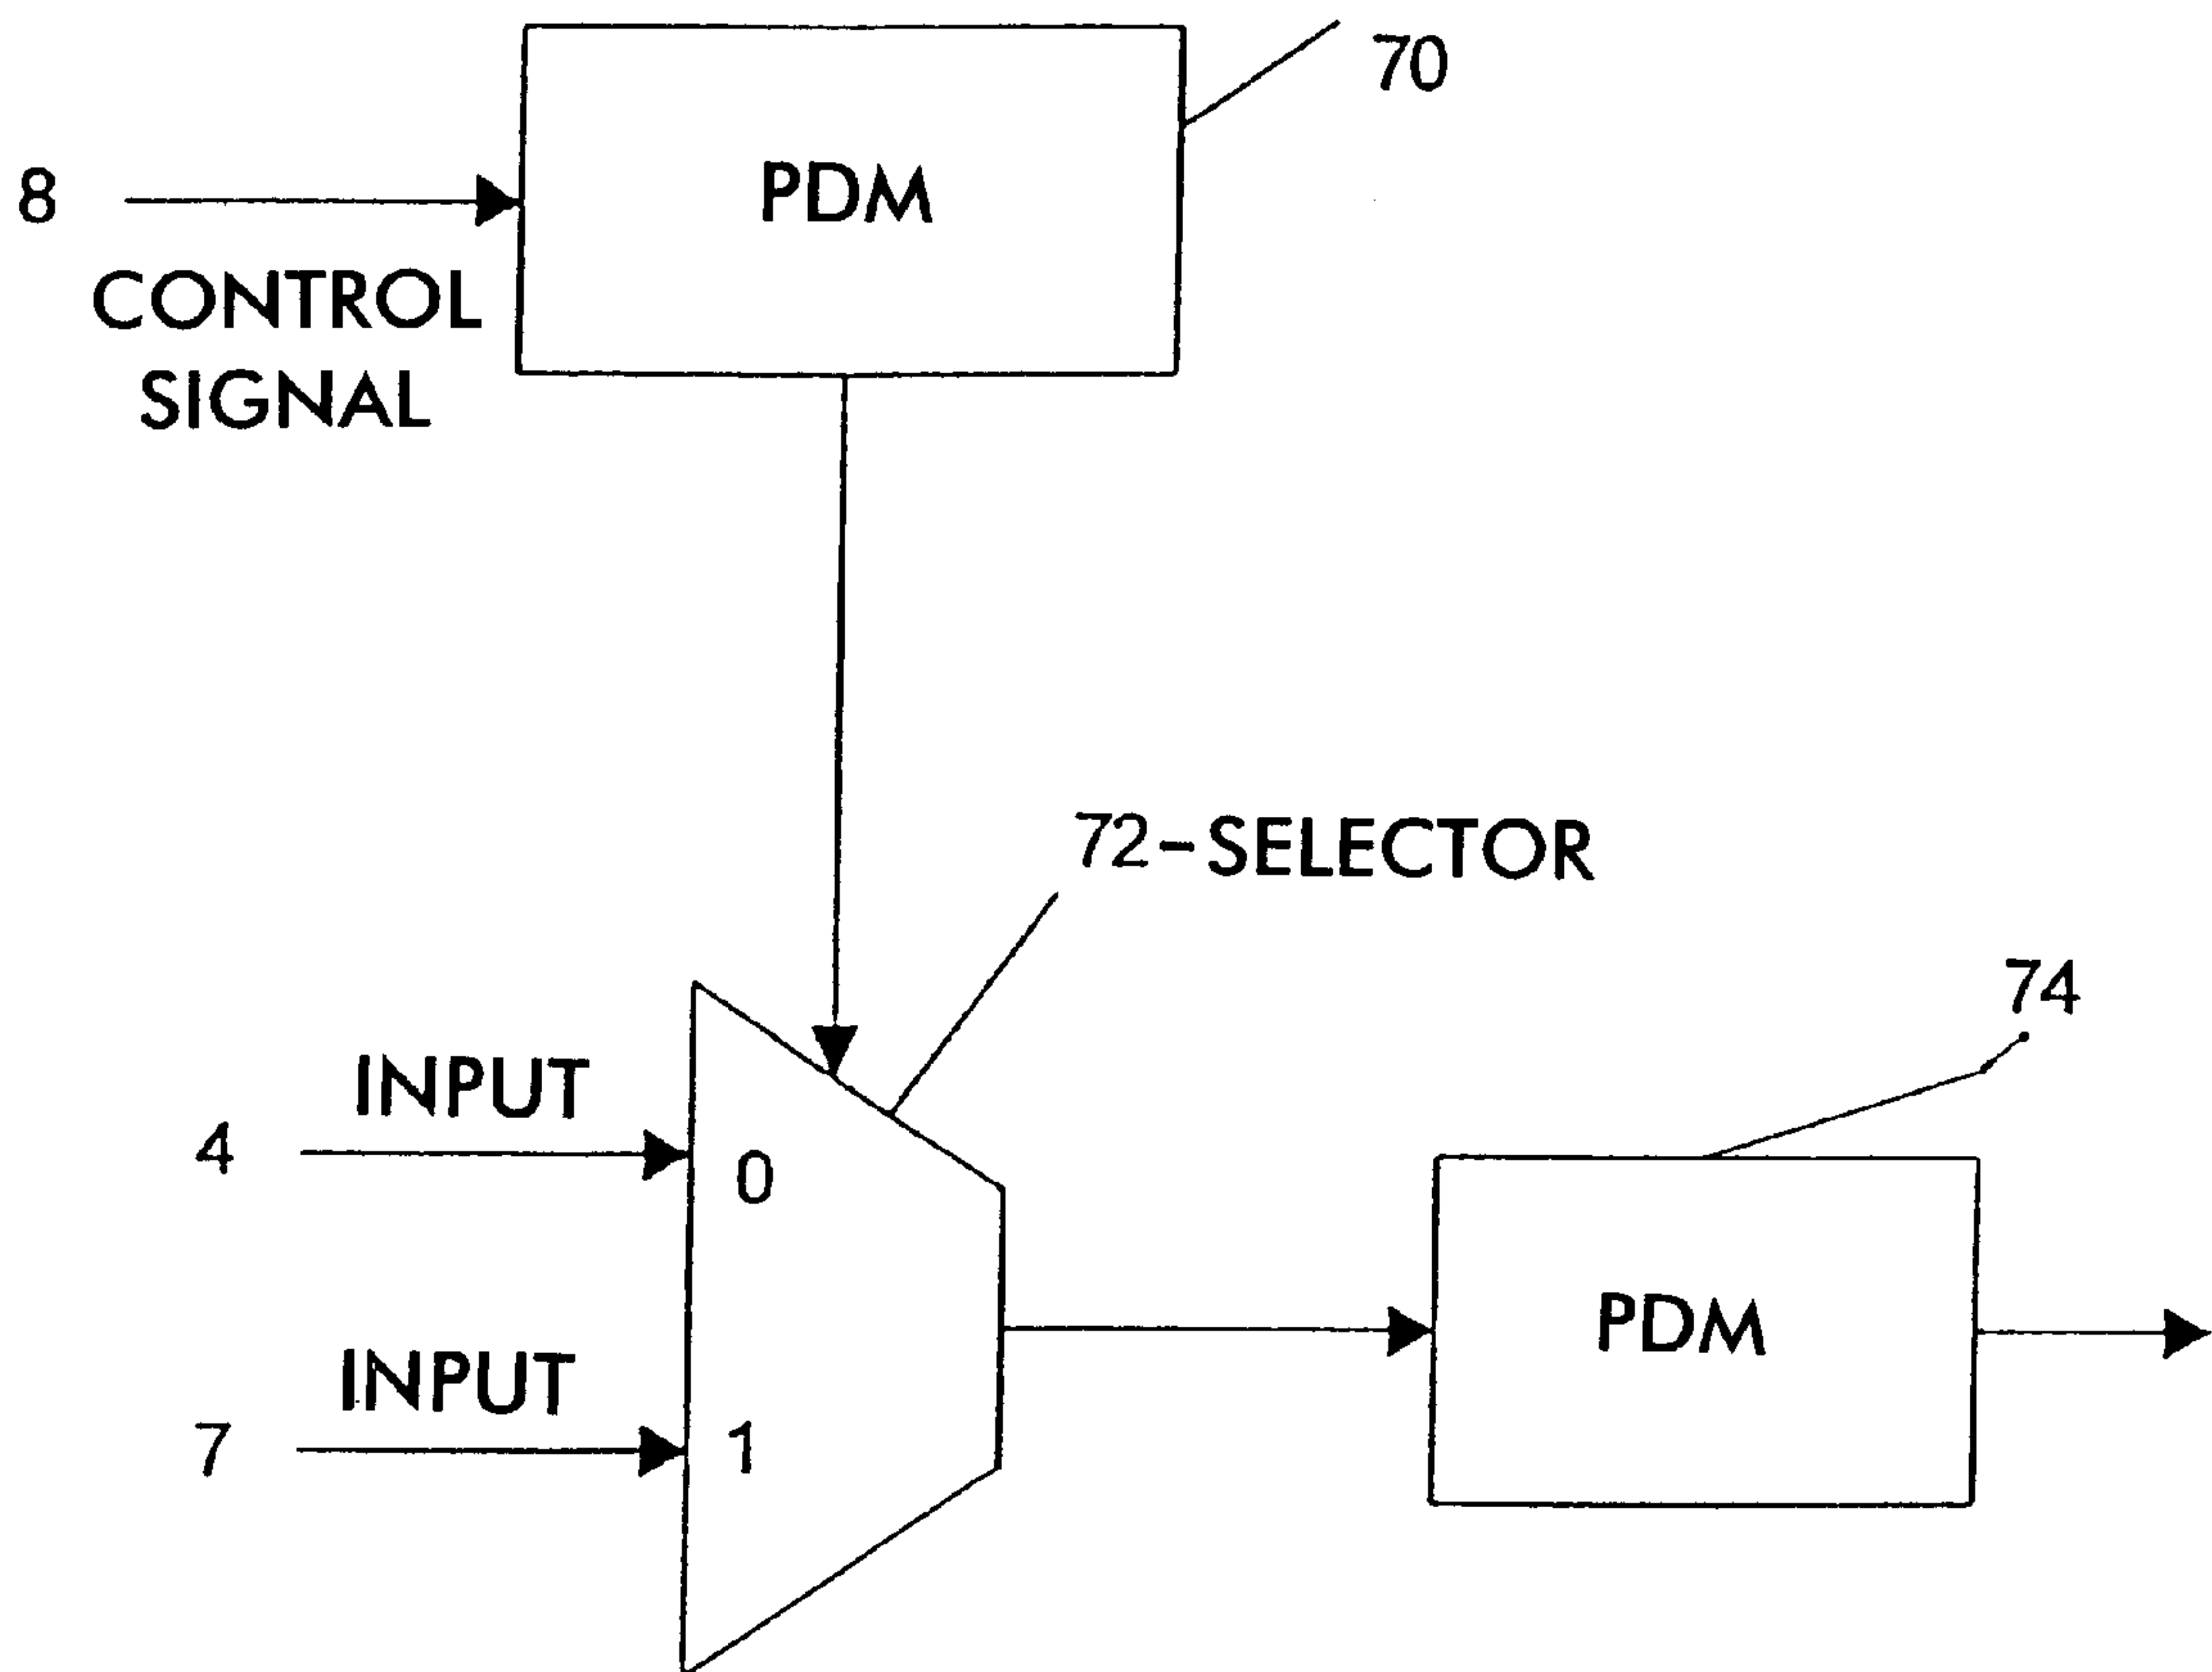 70
PDM
8
CONTROL
SIGNAL
72-SELECTOR
74
INPUT
4
0
PDM
INPUT
7
1